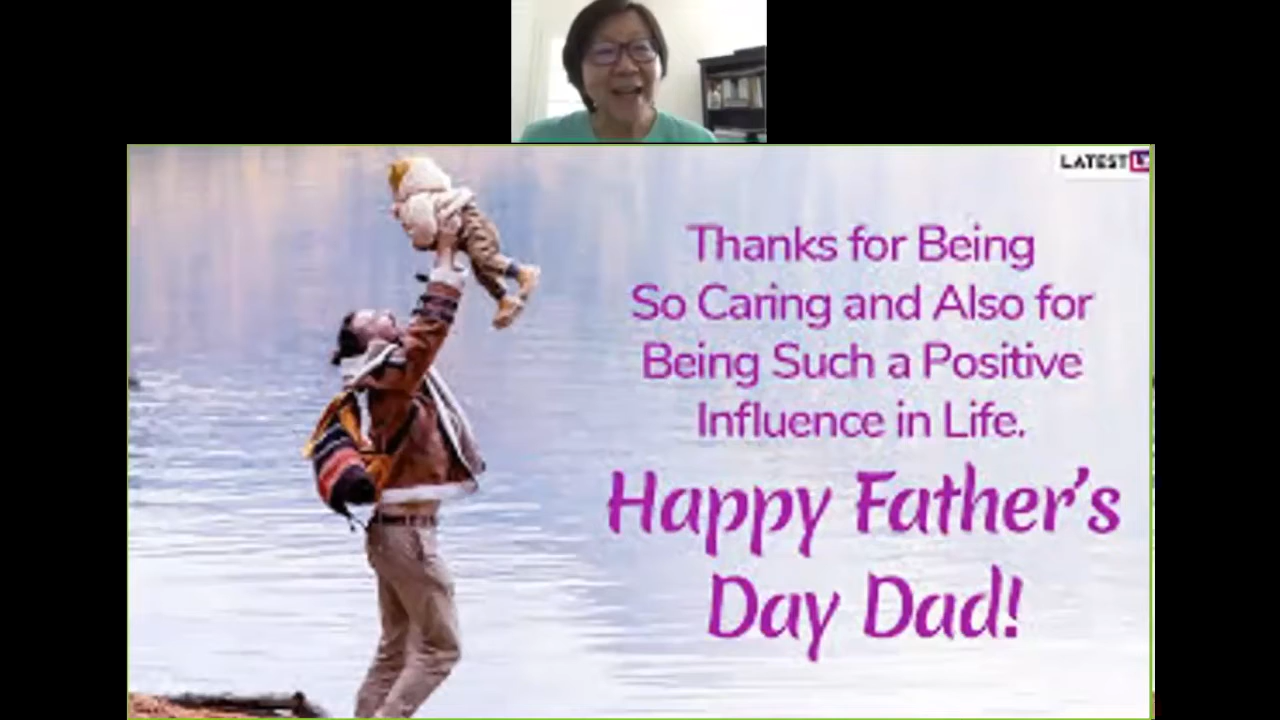 LATEST L
Thanks for Being
So Caring and Also for
Being Such a Positive
Influence in Life.
Happy Father's
Day Dad!